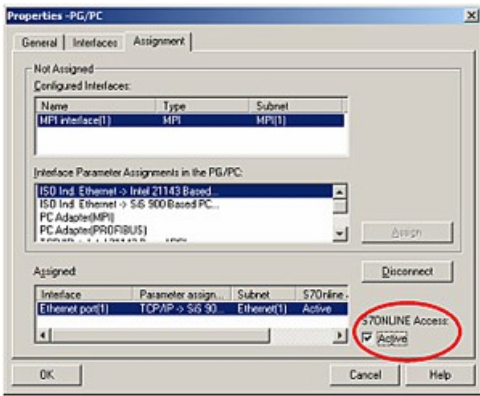 Properties -PG/PC
General Interfaces Assignment
Not Assigned
Configured Interfaces:
Name Type Subnet
MPI interface(1) MPI MPI(1)
Interface Parameter Assignments in the PG/PC:
ISO Ind. Ethernet -> Intel 21143 Based...
ISO Ind. Ethernet -> SiS 900 Based PC...
PC Adapter(MPI)
PC Adapter(PROFIBUS)
Assign
Assigned:
Disconnect
Interface Parameter assign... Subnet S7Online
Ethernet port(1) TCP/IP -> SiS 90... Ethernet(1) Active
S7ONLINE Access:
Active
OK Cancel Help